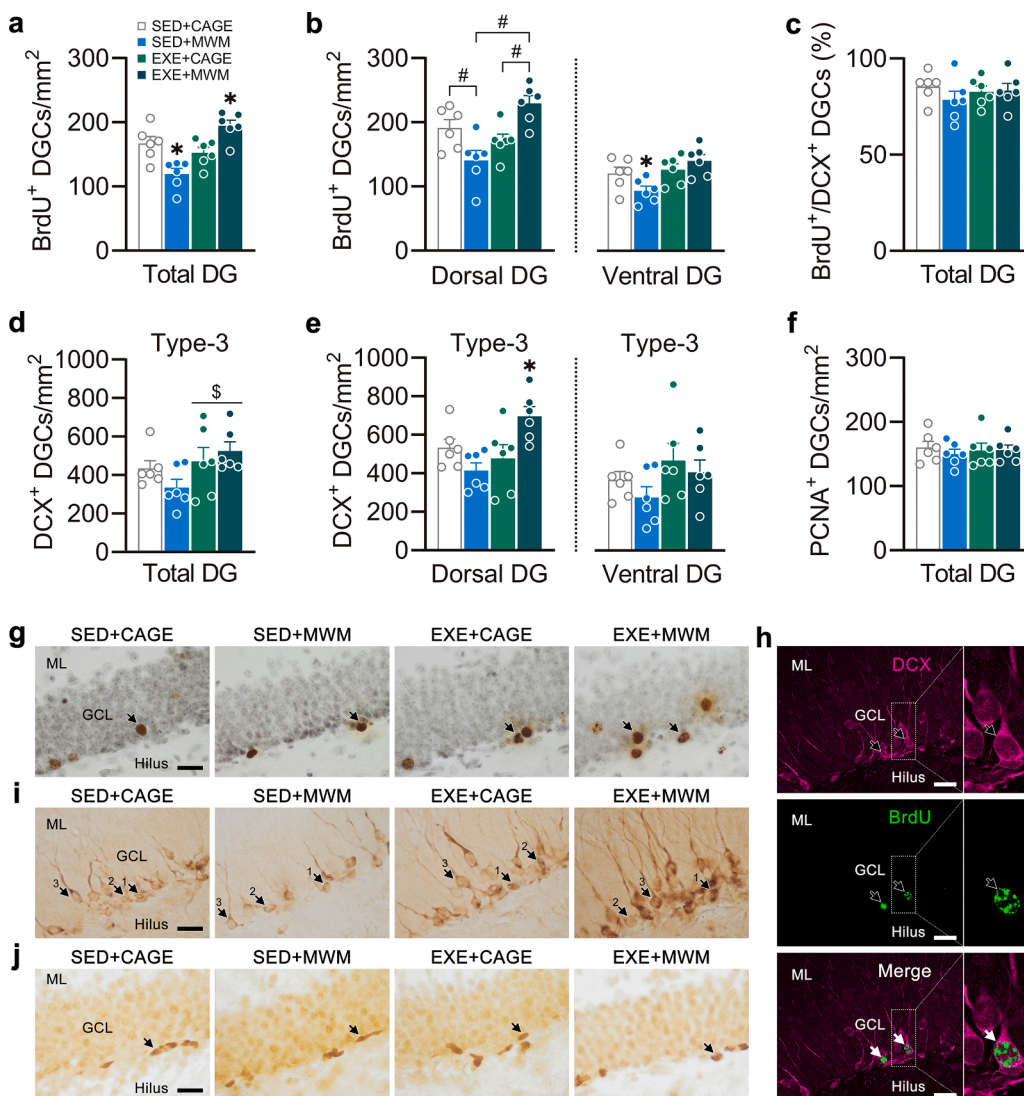 a
SED+CAGE
SED+MWM
EXE+CAGE
EXE+MWM
BrdU+ DGCs/mm2
300
200
100
0
*
*
Total DG
b
BrdU+ DGCs/mm2
300
200
100
0
#
#
#
*
Dorsal DG
Ventral DG
c
BrdU+/DCX+ DGCs (%)
100
50
0
Total DG
d
Type-3
DCX+ DGCs/mm2
1000
800
600
400
200
0
$
Total DG
e
Type-3
Type-3
DCX+ DGCs/mm2
1000
800
600
400
200
0
*
Dorsal DG
Ventral DG
f
PCNA+ DGCs/mm2
300
200
100
0
Total DG
g
SED+CAGE
SED+MWM
EXE+CAGE
EXE+MWM
ML
GCL
Hilus
h
ML
DCX
GCL
Hilus
ML
BrdU
GCL
Hilus
ML
Merge
GCL
Hilus
i
SED+CAGE
SED+MWM
EXE+CAGE
EXE+MWM
ML
GCL
3
2
1
Hilus
3
2
1
3
1
2
2
3
1
j
SED+CAGE
SED+MWM
EXE+CAGE
EXE+MWM
ML
GCL
Hilus